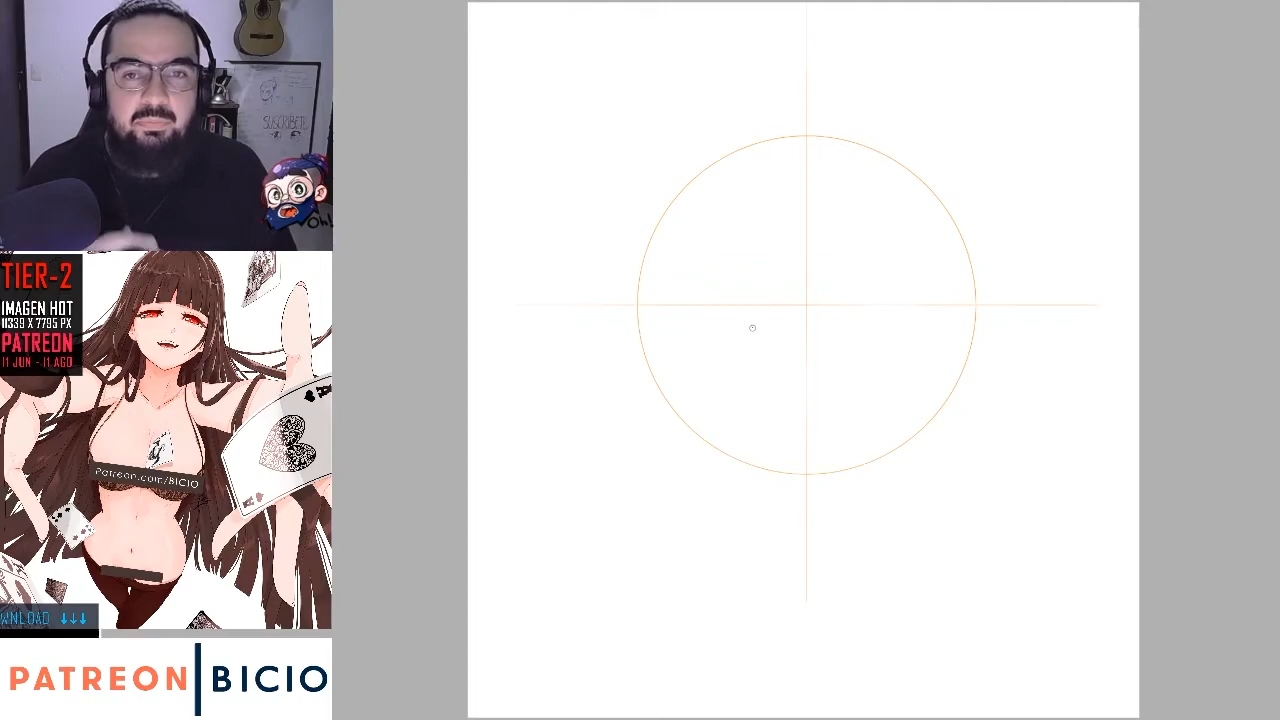 SUSCRIBETE
Oh!
TIER-2
IMAGEN HOT
11339 X 7795 PX
PATREON
11 JUN - 11 AGO
Patreon.com/BICIO
A
WNLOAD ↓↓↓
PATREON BICIO